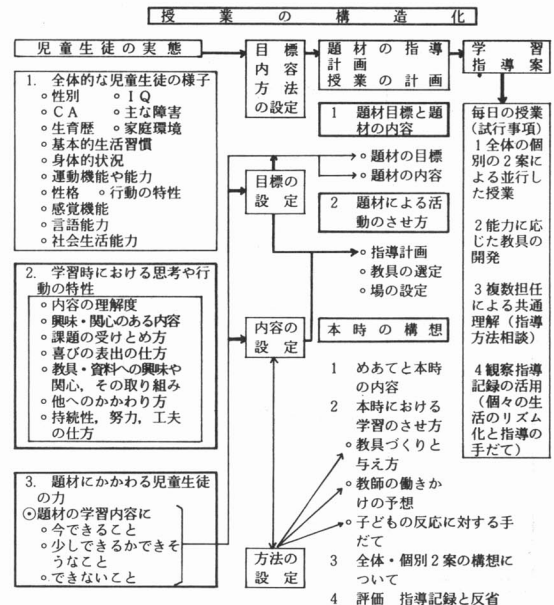 授業の構造化
児童生徒の実態
1. 全体的な児童生徒の様子
○性別 ○IQ
○CA ○主な障害
○生育歴 ○家庭環境
○基本的生活習慣
○身体的状況
○運動機能や能力
○性格 ○行動の特性
○感覚機能
○言語能力
○社会生活能力
2. 学習時における思考や行
動の特性
○内容の理解度
○興味・関心のある内容
○課題の受けとめ方
○喜びの表出の仕方
○教具・資料への興味や
関心，その取り組み
○他へのかかわり方
○持続性，努力，工夫
の仕方
3. 題材にかかわる児童生徒
の力
⊙題材の学習内容に
○今できること
○少しできるかできそ
うなこと
○できないこと
目標
内容
方法
の設定
目標の
設定
内容の
設定
方法の
設定
題材の指導
計画
授業の計画
1 題材目標と題
材の内容
○題材の目標
○題材の内容
2 題材による活
動のさせ方
○指導計画
○教具の選定
○場の設定
本時の構想
1 めあてと本時
の内容
2 本時における
学習のさせ方
○教具づくりと
与え方
○教師の働きか
けの予想
○子どもの反応に対する手
だて
3 全体・個別2案の構想に
ついて
4 評価 指導記録と反省
学習
指導案
毎日の授業
(試行事項)
1全体の個
別の2案に
よる並行し
た授業
2能力に応
じた教具の
開発
3複数担任
による共通
理解(指導
方法相談)
4観察指導
記録の活用
(個々の生
活のリズム
化と指導の
手だて)